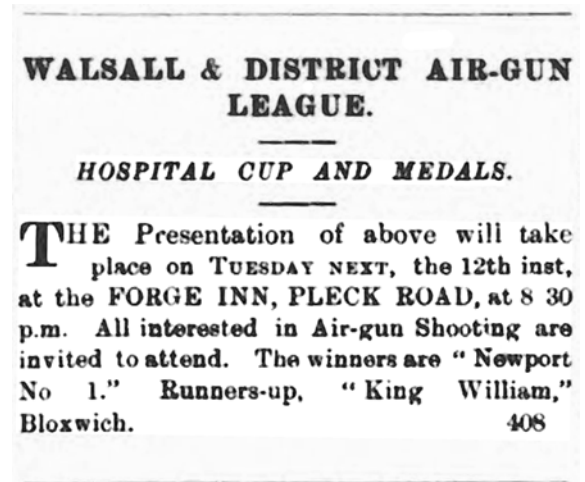 WALSALL & DISTRICT AIR-GUN
LEAGUE.
HOSPITAL CUP AND MEDALS.
THE Presentation of above will take
place on TUESDAY NEXT, the 12th inst,
at the FORGE INN, PLECK ROAD, at 8 30
p.m. All interested in Air-gun Shooting are
invited to attend. The winners are "Newport
No 1." Runners-up, "King William,"
Bloxwich. 408